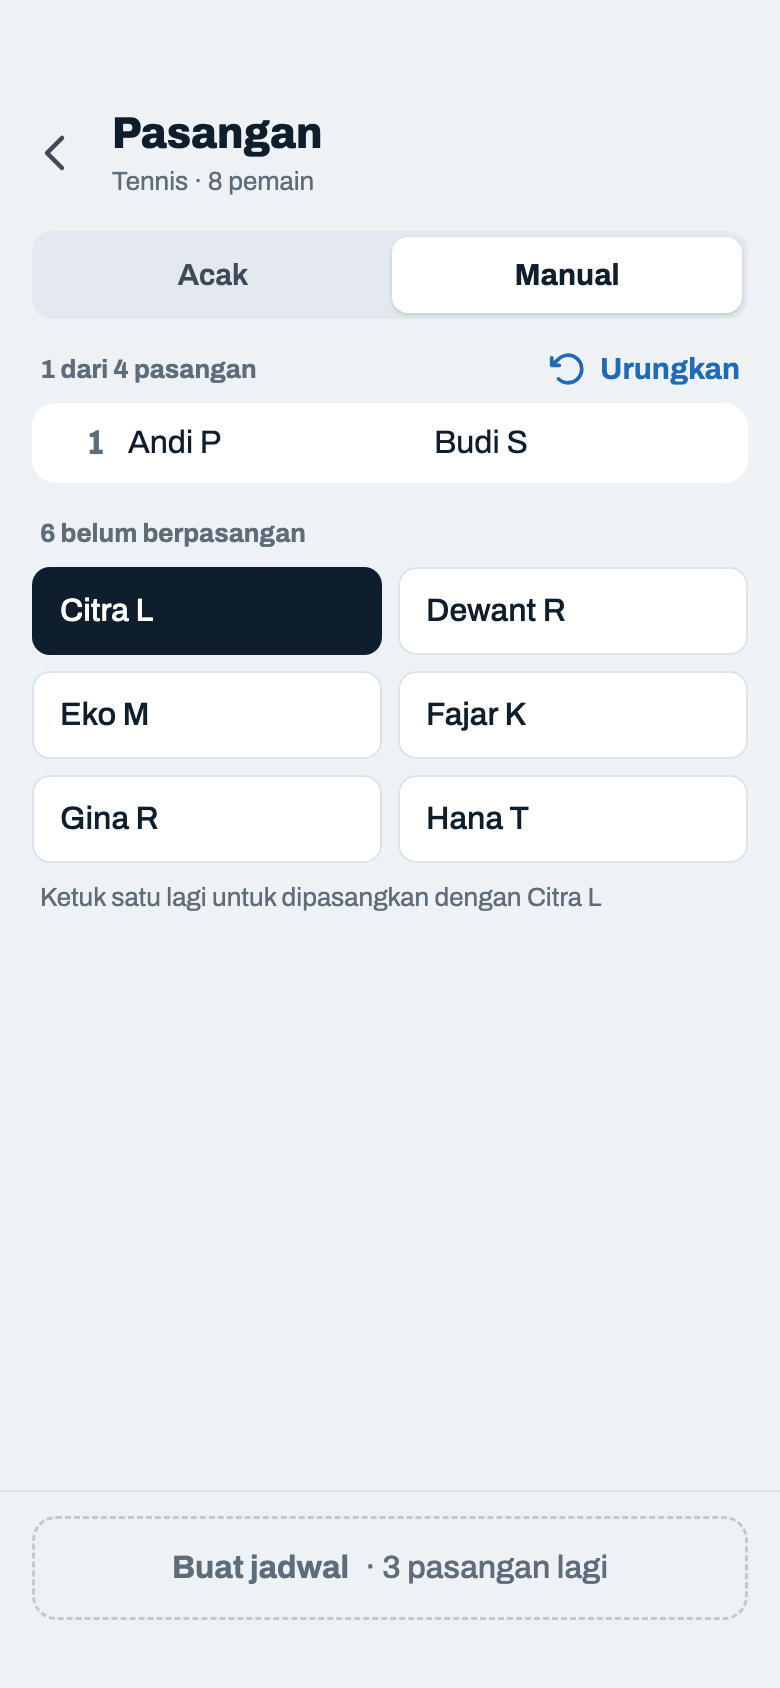 Pasangan
Tennis · 8 pemain
Acak
Manual
1 dari 4 pasangan
Urungkan
1 Andi P Budi S
6 belum berpasangan
Citra L
Dewant R
Eko M
Fajar K
Gina R
Hana T
Ketuk satu lagi untuk dipasangkan dengan Citra L
Buat jadwal · 3 pasangan lagi